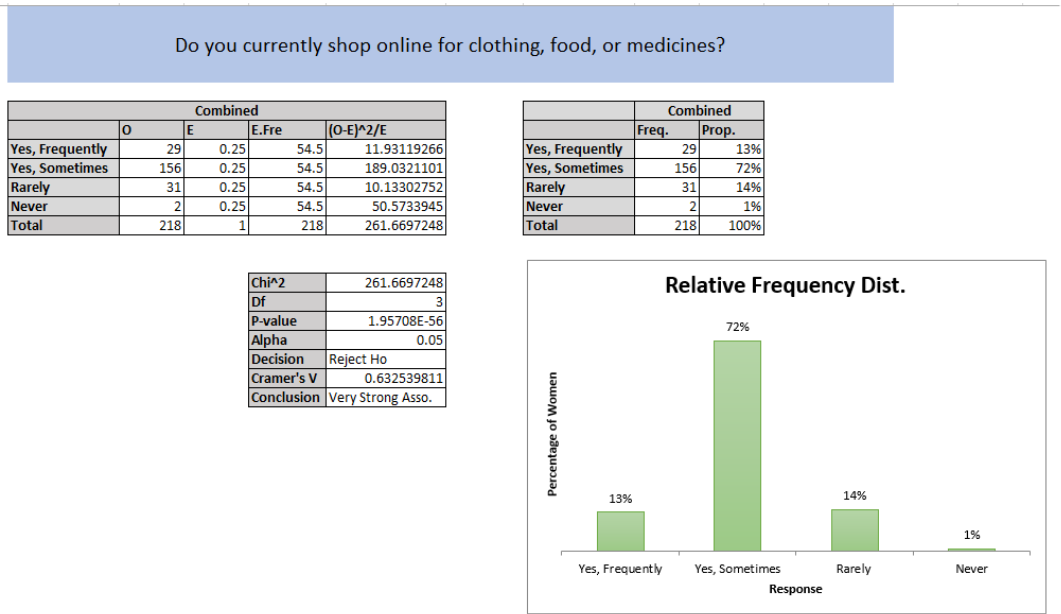 Do you currently shop online for clothing, food, or medicines?
Combined
O E E.Fre (O-E)^2/E
Yes, Frequently 29 0.25 54.5 11.93119266
Yes, Sometimes 156 0.25 54.5 189.0321101
Rarely 31 0.25 54.5 10.13302752
Never 2 0.25 54.5 50.5733945
Total 218 1 218 261.6697248
Combined
Freq. Prop.
Yes, Frequently 29 13%
Yes, Sometimes 156 72%
Rarely 31 14%
Never 2 1%
Total 218 100%
Chi^2 261.6697248
Df 3
P-value 1.95708E-56
Alpha 0.05
Decision Reject Ho
Cramer's V 0.632539811
Conclusion Very Strong Asso.
Relative Frequency Dist.
Percentage of Women
13%
72%
14%
1%
Yes, Frequently Yes, Sometimes Rarely Never
Response